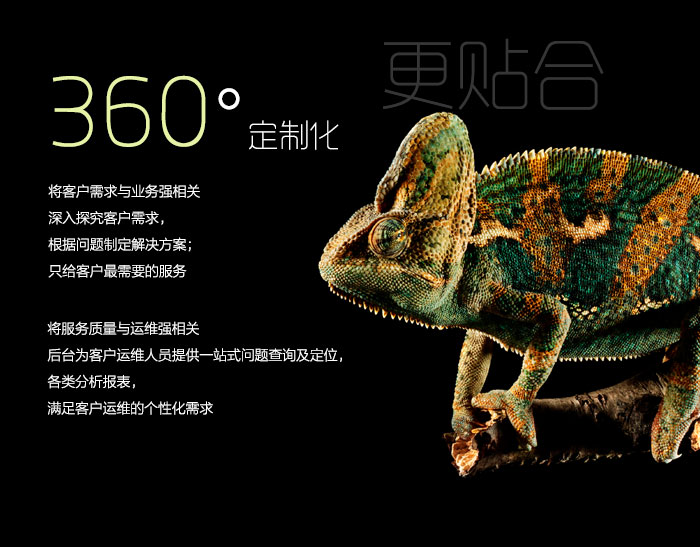 更贴合
360°
定制化
将客户需求与业务强相关
深入探究客户需求，
根据问题制定解决方案；
只给客户最需要的服务
将服务质量与运维强相关
后台为客户运维人员提供一站式问题查询及定位，
各类分析报表，
满足客户运维的个性化需求